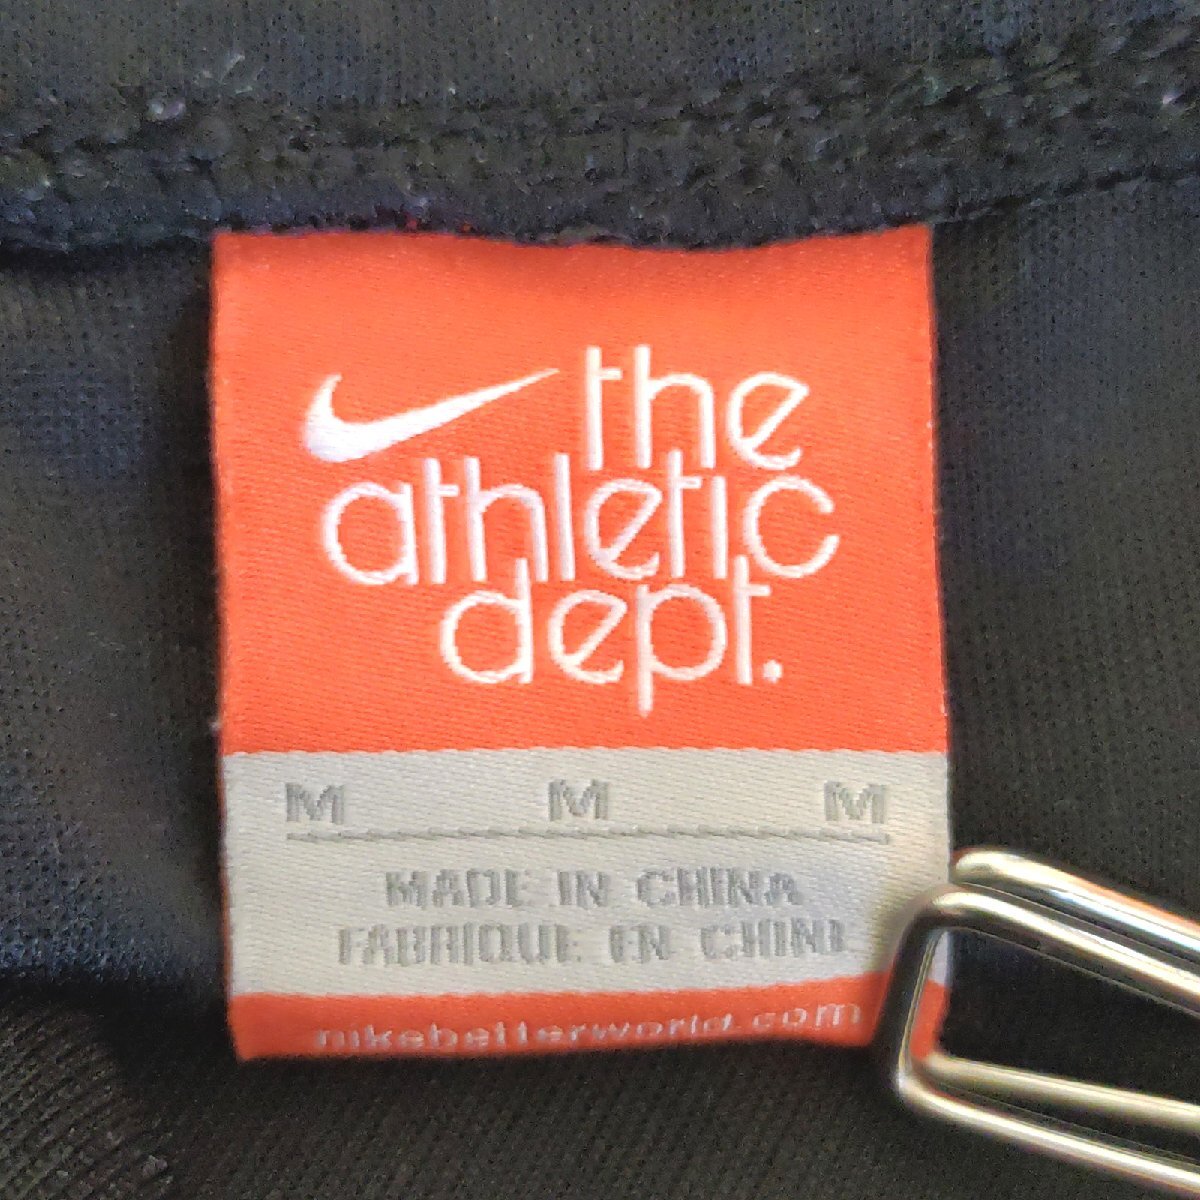 the
athletic
dept.
M M M
MADE IN CHINA
FABRIQUE EN CHINE
nikebetterworld.com